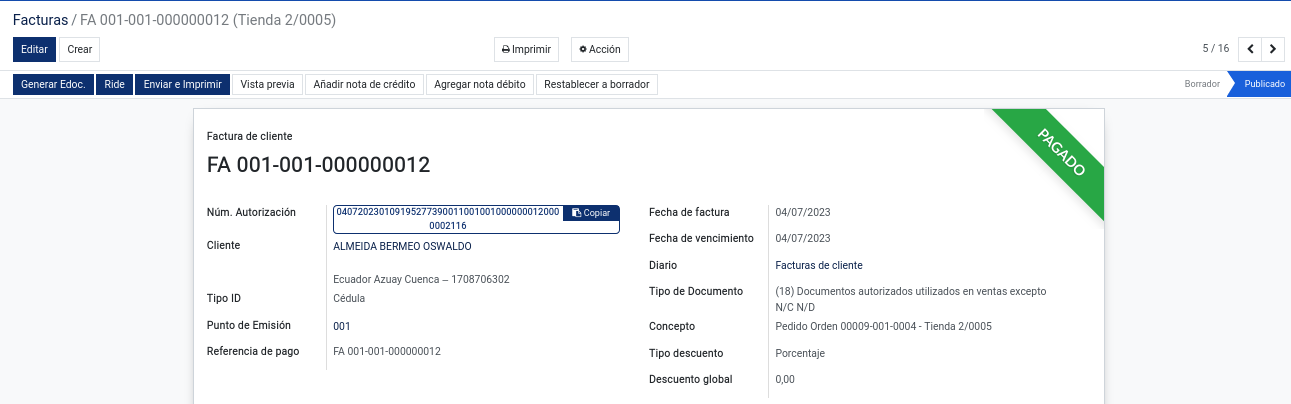 Facturas / FA 001-001-000000012 (Tienda 2/0005)
Editar Crear Imprimir Acción 5 / 16
Generar Edoc. Ride Enviar e Imprimir Vista previa Añadir nota de crédito Agregar nota débito Restablecer a borrador Borrador Publicado
Factura de cliente
PAGADO
FA 001-001-000000012
Núm. Autorización 040720230109195277390011001001000000012000 Copiar
0002116
Cliente ALMEIDA BERMEO OSWALDO
Ecuador Azuay Cuenca – 1708706302
Tipo ID Cédula
Punto de Emisión 001
Referencia de pago FA 001-001-000000012
Fecha de factura 04/07/2023
Fecha de vencimiento 04/07/2023
Diario Facturas de cliente
Tipo de Documento (18) Documentos autorizados utilizados en ventas excepto
N/C N/D
Concepto Pedido Orden 00009-001-0004 - Tienda 2/0005
Tipo descuento Porcentaje
Descuento global 0,00